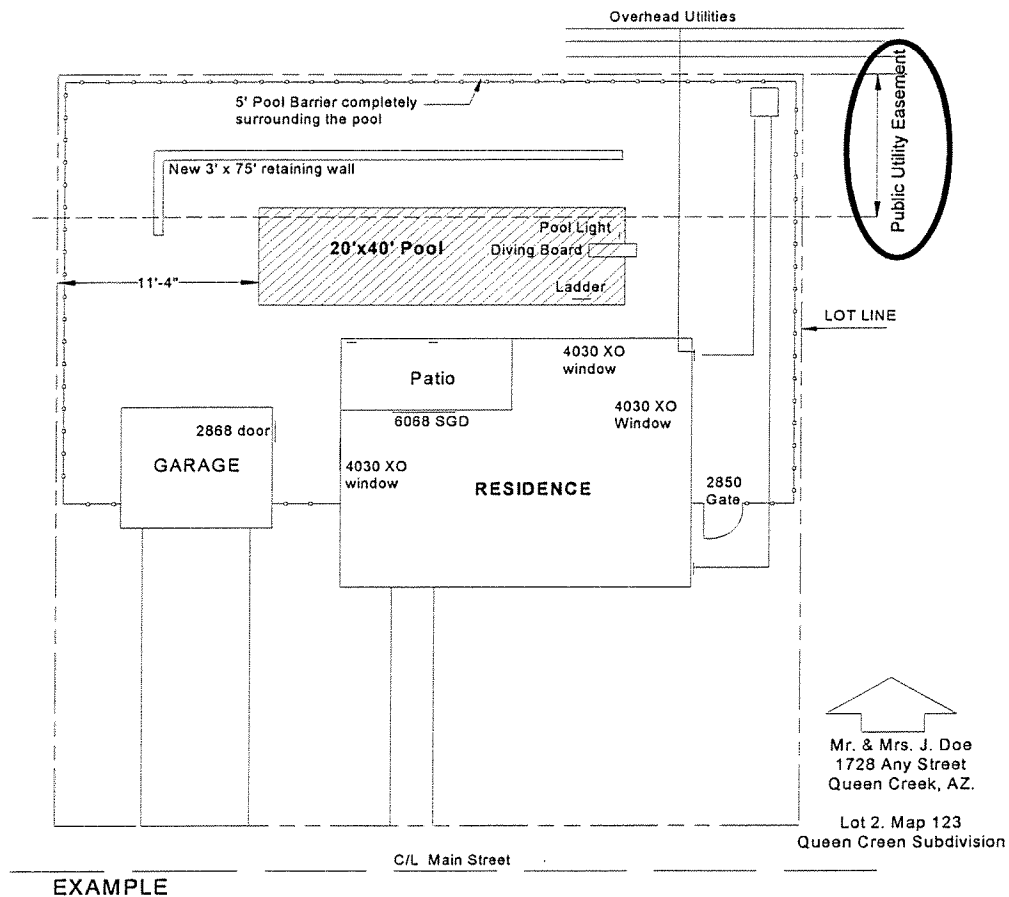 Overhead Utilities
Public Utility Easement
5' Pool Barrier completely
surrounding the pool
New 3' x 75' retaining wall
Pool Light
20'x40' Pool
Diving Board
11'-4"
Ladder
LOT LINE
4030 XO
window
Patio
4030 XO
Window
6068 SGD
2868 door
GARAGE
4030 XO
window
RESIDENCE
2850
Gate
Mr. & Mrs. J. Doe
1728 Any Street
Queen Creek, AZ.
Lot 2. Map 123
Queen Creen Subdivision
C/L Main Street
EXAMPLE